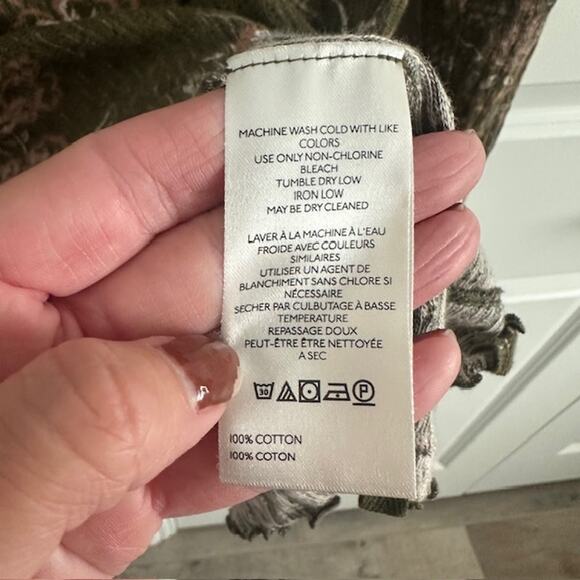 MACHINE WASH COLD WITH LIKE
COLORS
USE ONLY NON-CHLORINE
BLEACH
TUMBLE DRY LOW
IRON LOW
MAY BE DRY CLEANED
LAVER À LA MACHINE À L'EAU
FROIDE AVEC COULEURS
SIMILAIRES
UTILISER UN AGENT DE
BLANCHIMENT SANS CHLORE SI
NÉCESSAIRE
SECHER PAR CULBUTAGE À BASSE
TEMPERATURE
REPASSAGE DOUX
PEUT-ÊTRE ÊTRE NETTOYÉE
A SEC
30 P
100% COTTON
100% COTON